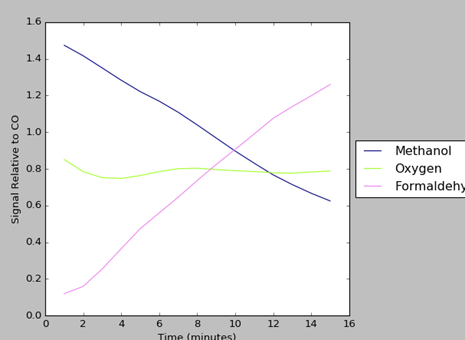 1.6
1.4
1.2
1.0
0.8
0.6
0.4
0.2
0.0
0 2 4 6 8 10 12 14 16
Signal Relative to CO
Time (minutes)
Methanol
Oxygen
Formaldehy